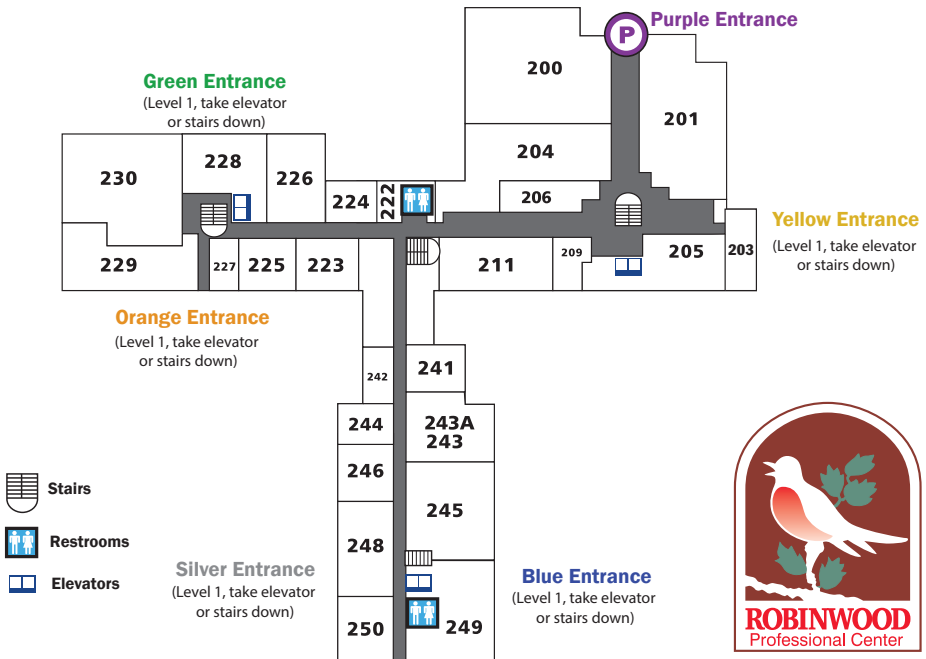 P
Purple Entrance
200
201
Green Entrance
(Level 1, take elevator
or stairs down)
230
228
226
204
224
222
206
Yellow Entrance
(Level 1, take elevator
or stairs down)
229
227
225
223
211
209
205
203
Orange Entrance
(Level 1, take elevator
or stairs down)
242
241
244
243A
243
246
245
248
250
249
Stairs
Restrooms
Elevators
Silver Entrance
(Level 1, take elevator
or stairs down)
Blue Entrance
(Level 1, take elevator
or stairs down)
ROBINWOOD
Professional Center